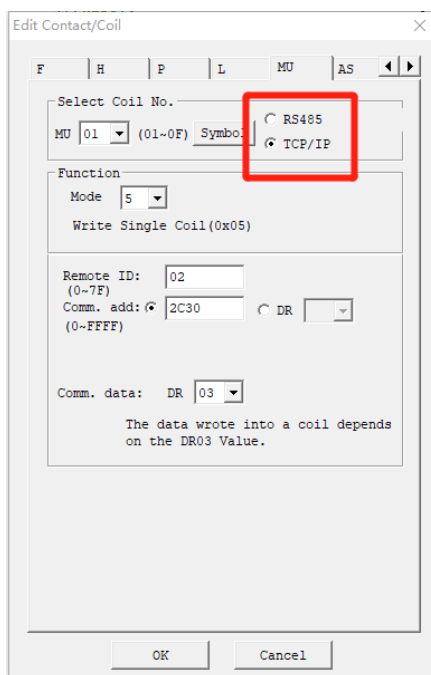 Edit Contact/Coil
F H P L MU AS
Select Coil No.
RS485
MU 01 (01~0F) Symbol
TCP/IP
Function
Mode 5
Write Single Coil(0x05)
Remote ID: 02
(0~7F)
Comm. add: 2C30 DR
(0~FFFF)
Comm. data: DR 03
The data wrote into a coil depends
on the DR03 Value.
OK Cancel